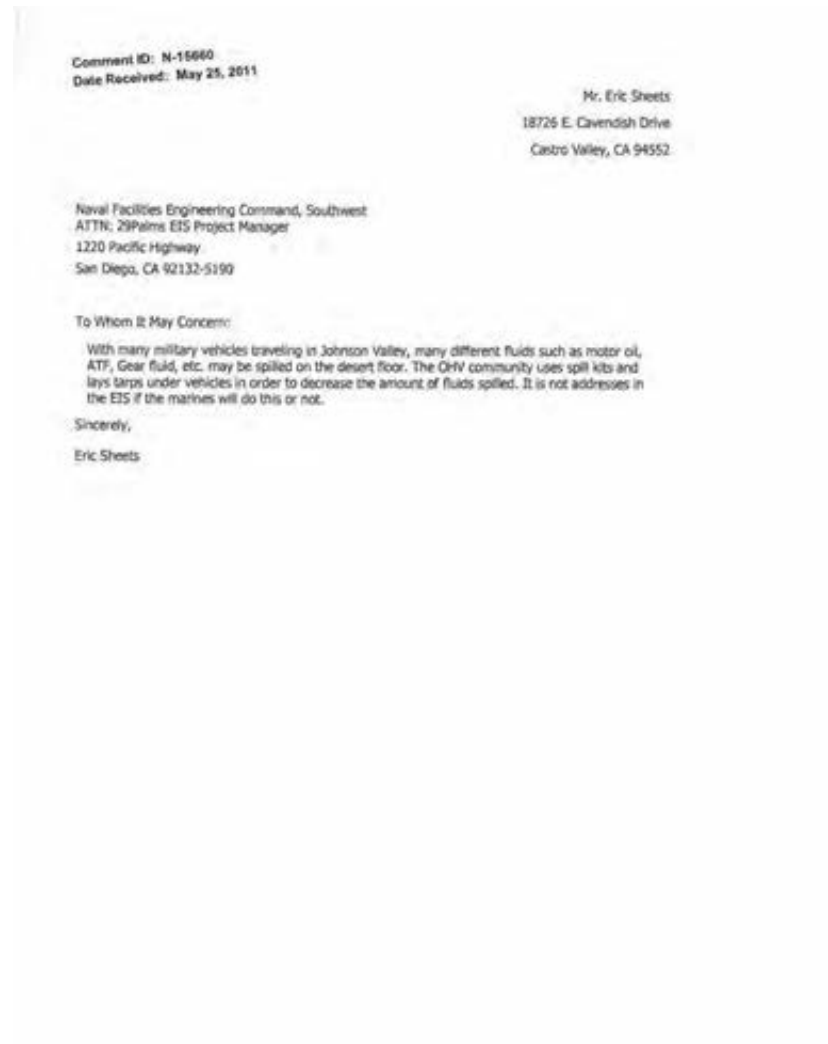 Comment ID: N-15660
Date Received: May 25, 2011
Mr. Eric Sheets
18726 E. Cavendish Drive
Castro Valley, CA 94552
Naval Facilities Engineering Command, Southwest
ATTN: 29Palms EIS Project Manager
1220 Pacific Highway
San Diego, CA 92132-5190
To Whom It May Concern:
With many military vehicles traveling in Johnson Valley, many different fluids such as motor oil,
ATF, Gear fluid, etc. may be spilled on the desert floor. The OHV community uses spill kits and
lays tarps under vehicles in order to decrease the amount of fluids spilled. It is not addresses in
the EIS if the marines will do this or not.
Sincerely,
Eric Sheets